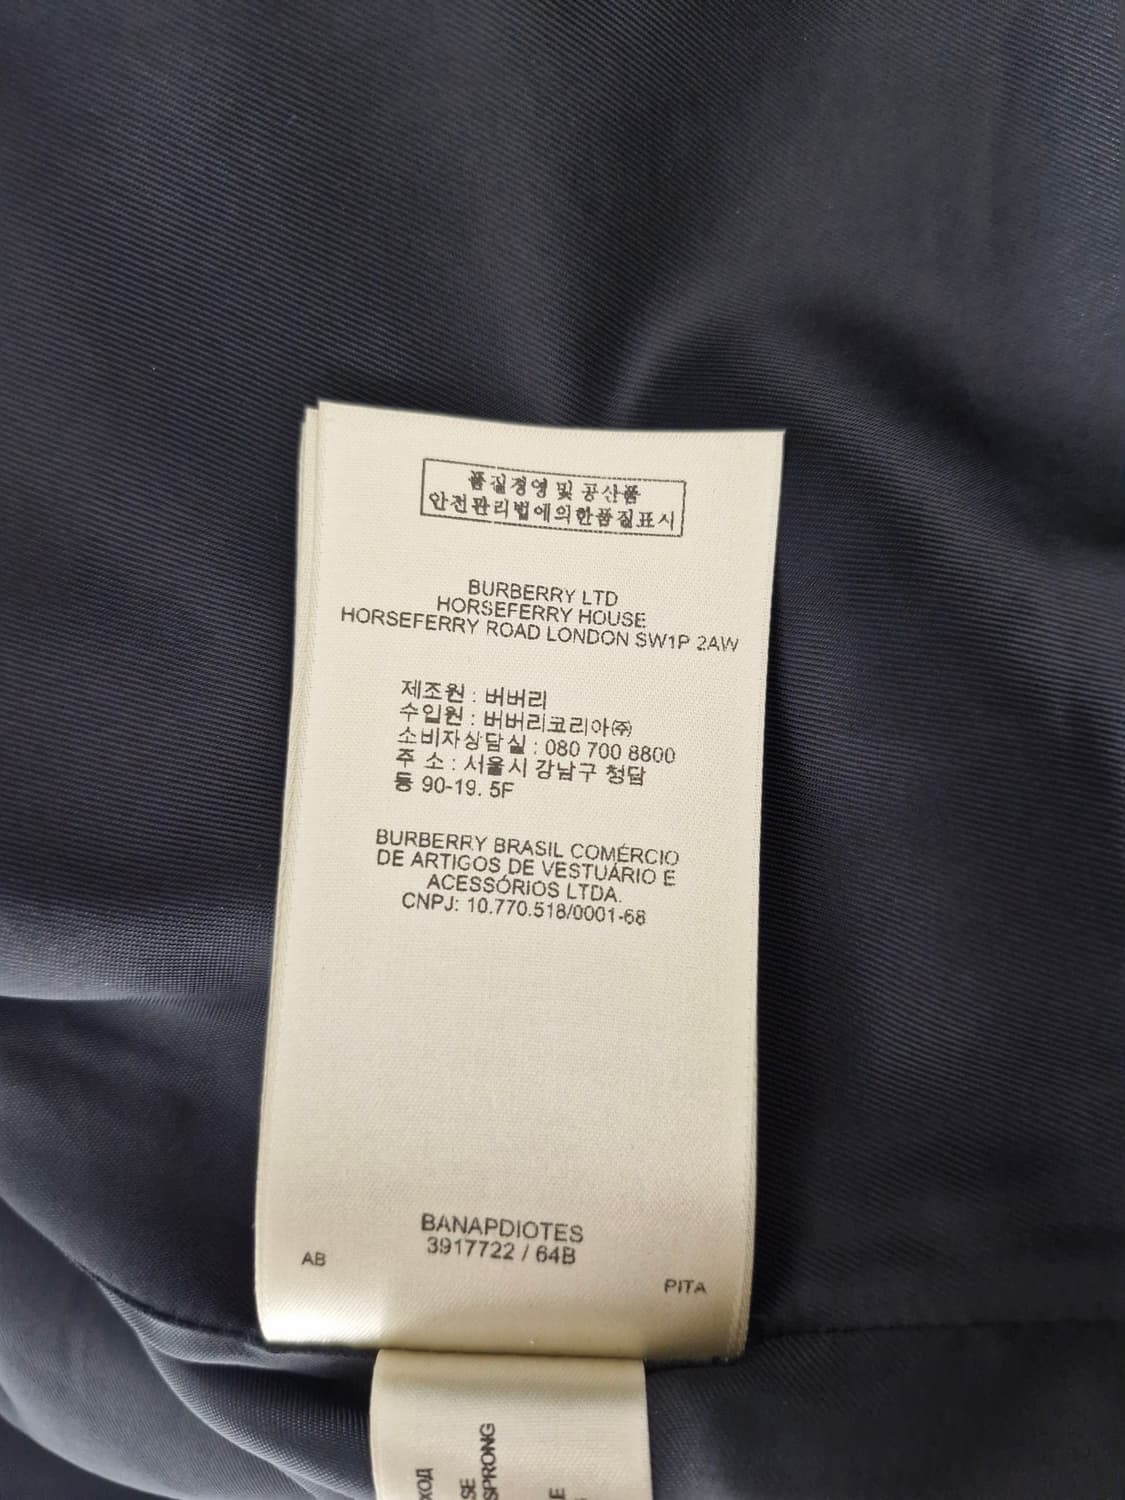 품질경영 및 공산품
안전관리법에의한품질표시
BURBERRY LTD
HORSEFERRY HOUSE
HORSEFERRY ROAD LONDON SW1P 2AW
제조원 : 버버리
수입원 : 버버리코리아㈜
소비자상담실 : 080 700 8800
주 소 : 서울시 강남구 청담
동 90-19. 5F
BURBERRY BRASIL COMÉRCIO
DE ARTIGOS DE VESTUÁRIO E
ACESSÓRIOS LTDA.
CNPJ: 10.770.518/0001-68
BANAPDIOTES
3917722 / 64B
AB
PITA
SPRONG